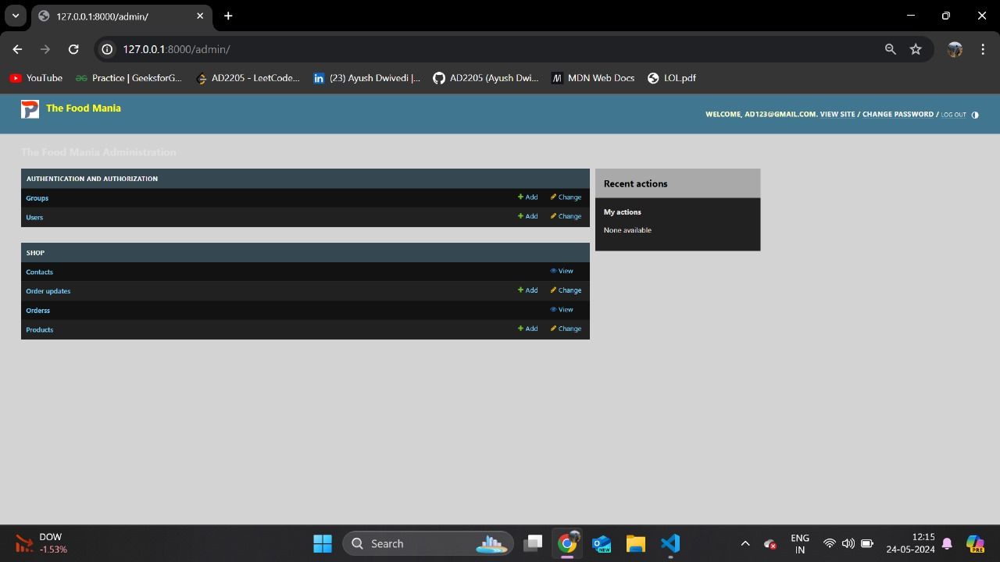 127.0.0.1:8000/admin/
127.0.0.1:8000/admin/
YouTube Practice | GeeksforG... AD2205 - LeetCode... (23) Ayush Dwivedi |... AD2205 (Ayush Dwi... MDN Web Docs LOL.pdf
The Food Mania
WELCOME, AD123@GMAIL.COM. VIEW SITE / CHANGE PASSWORD / LOG OUT
The Food Mania Administration
AUTHENTICATION AND AUTHORIZATION
Groups Add Change
Users Add Change
SHOP
Contacts View
Order updates Add Change
Orderss View
Products Add Change
Recent actions
My actions
None available
DOW
-1.53%
Search
NEW
ENG
IN
12:15
24-05-2024
PRE